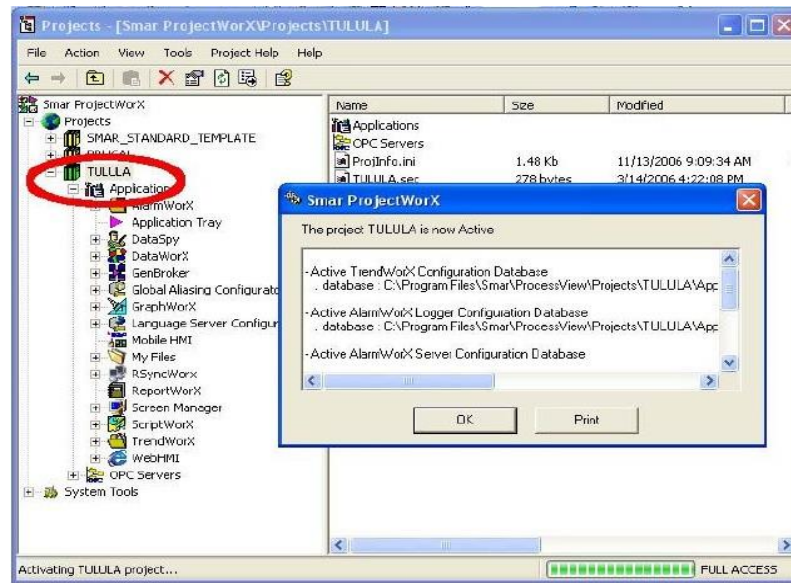 Projects - [Smar ProjectWorX\Projects\TULULA]
File Action View Tools Project Help Help
Smar ProjectWorX
Projects
SMAR_STANDARD_TEMPLATE
TULULA
Applications
AlarmWorX
Application Tray
DataSpy
DataWorX
GenBroker
Global Aliasing Configurato
GraphWorX
Language Server Configur
Mobile HMI
My Files
RSyncWorx
ReportWorX
Screen Manager
ScriptWorX
TrendWorX
WebHMI
OPC Servers
System Tools
Name Size Modified
Applications
OPC Servers
ProjInfo.ini 1.48 Kb 11/13/2006 9:09:34 AM
TULULA.sec 278 bytes 3/14/2006 4:22:08 PM
Smar ProjectWorX
The project TULULA is now Active
-Active TrendWorX Configuration Database
. database : C:\Program Files\Smar\ProcessView\Projects\TULULA\App
-Active AlarmWorX Logger Configuration Database
. database : C:\Program Files\Smar\ProcessView\Projects\TULULA\App
-Active AlarmWorX Server Configuration Database
OK Print
Activating TULULA project... FULL ACCESS